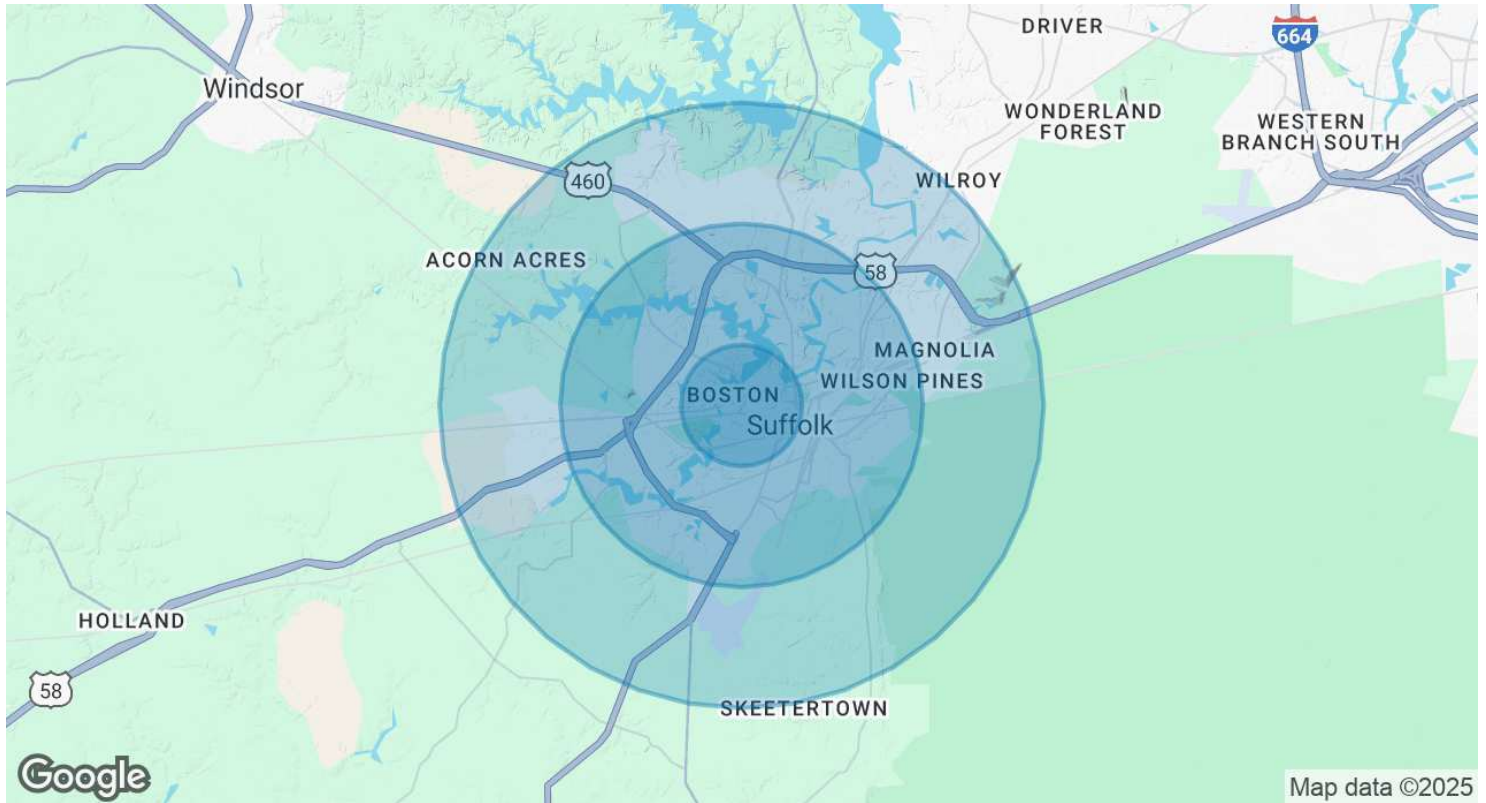 DRIVER
664
Windsor
WONDERLAND
FOREST
WESTERN
BRANCH SOUTH
460
WILROY
ACORN ACRES
58
MAGNOLIA
WILSON PINES
BOSTON
Suffolk
HOLLAND
58
SKEETERTOWN
Google
Map data ©2025